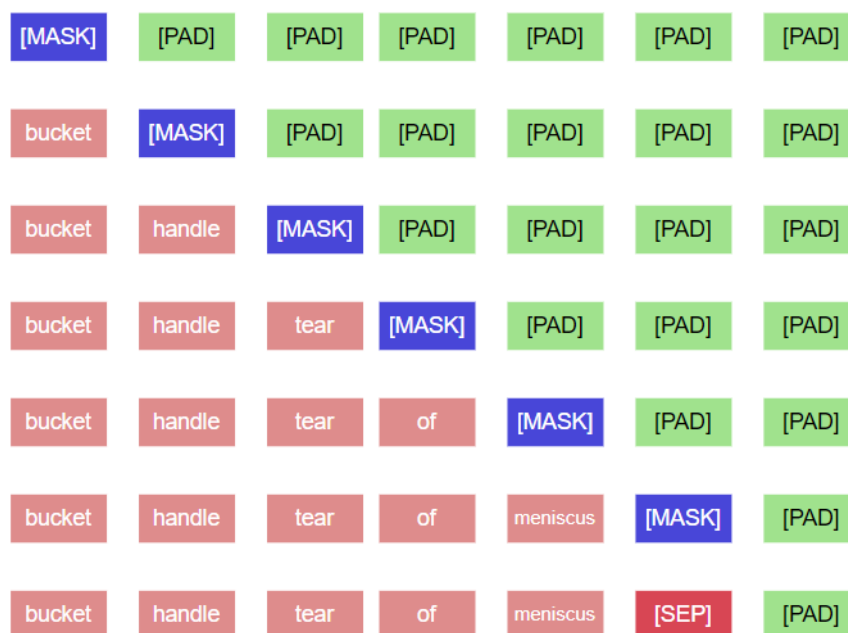 [MASK] [PAD] [PAD] [PAD] [PAD] [PAD] [PAD]
bucket [MASK] [PAD] [PAD] [PAD] [PAD] [PAD]
bucket handle [MASK] [PAD] [PAD] [PAD] [PAD]
bucket handle tear [MASK] [PAD] [PAD] [PAD]
bucket handle tear of [MASK] [PAD] [PAD]
bucket handle tear of meniscus [MASK] [PAD]
bucket handle tear of meniscus [SEP] [PAD]